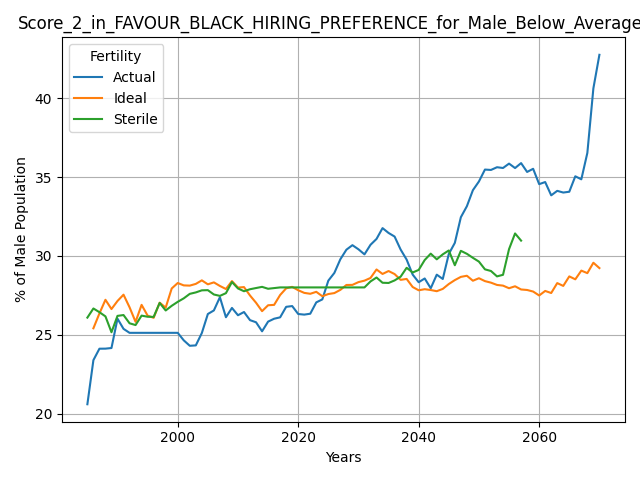 Score_2_in_FAVOUR_BLACK_HIRING_PREFERENCE_for_Male_Below_Average
Fertility
Actual
Ideal
Sterile
% of Male Population
40
35
30
25
20
2000
2020
2040
2060
Years